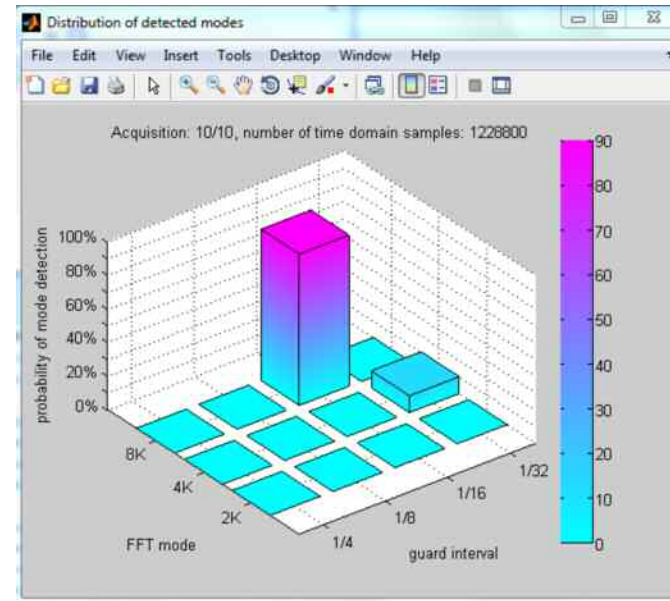 Distribution of detected modes
File Edit View Insert Tools Desktop Window Help
Acquisition: 10/10, number of time domain samples: 1228800
probability of mode detection
100%
80%
60%
40%
20%
0%
8K
4K
2K
FFT mode
1/4
1/8
1/16
1/32
guard interval
90
80
70
60
50
40
30
20
10
0